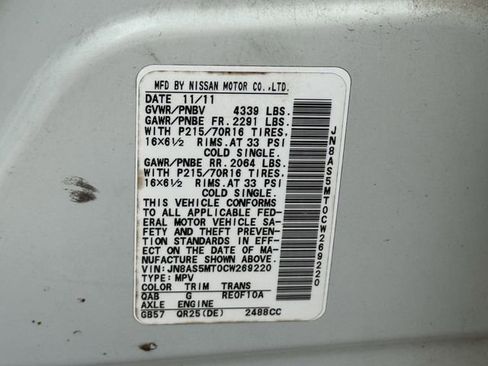 MFD BY NISSAN MOTOR CO.,LTD.
DATE 11/11
GVWR/PNBV 4339 LBS.
GAWR/PNBE FR. 2291 LBS.
WITH P215/70R16 TIRES.
16X6½ RIMS.AT 33 PSI
COLD SINGLE.
GAWR/PNBE RR. 2064 LBS.
WITH P215/70R16 TIRES.
16X6½ RIMS.AT 33 PSI
COLD SINGLE.
THIS VEHICLE CONFORMS
TO ALL APPLICABLE FED-
ERAL MOTOR VEHICLE SA-
FETY AND THEFT PREVENTION
STANDARDS IN EFFECT
ON THE DATE OF MA-
NUFACTURE SHOWN ABOVE.
VIN: JN8AS5MT0CW269220
TYPE: MPV
COLOR TRIM TRANS
QAB G RE0F10A
AXLE ENGINE
GB57 QR25(DE) 2488CC
JN8AS5MT0CW269220